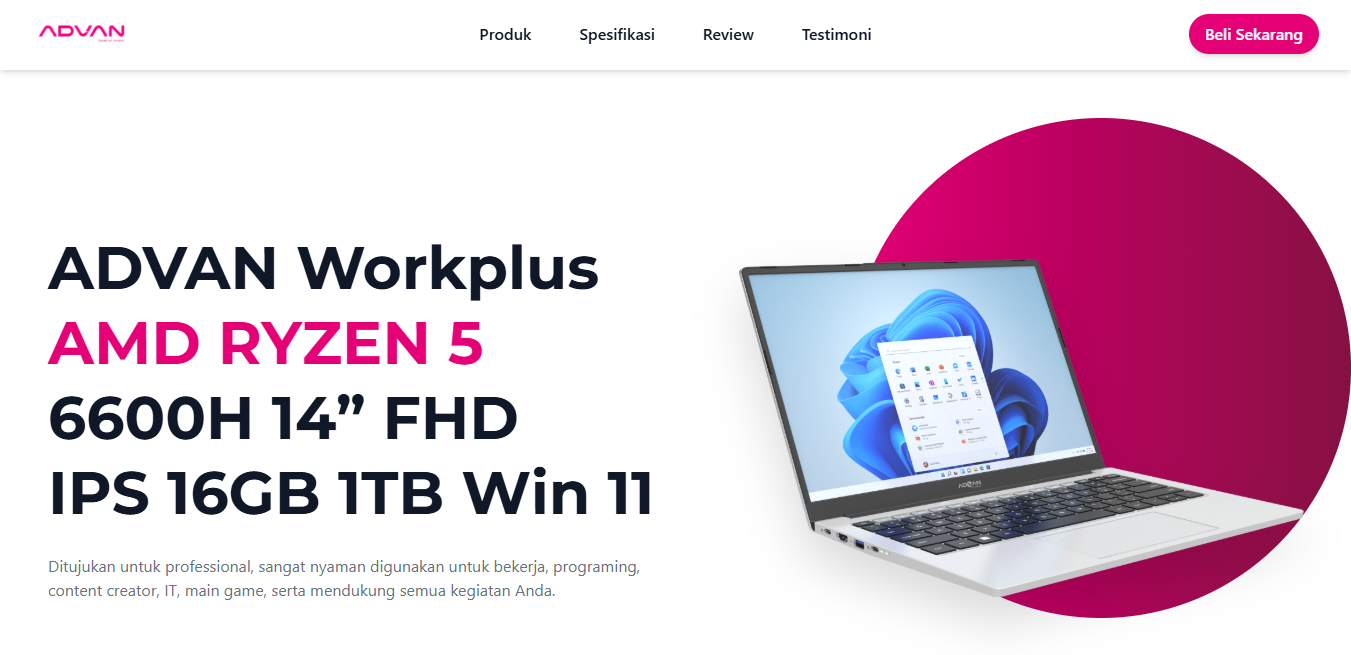 ADVAN
Produk
Spesifikasi
Review
Testimoni
Beli Sekarang
ADVAN Workplus
AMD RYZEN 5
6600H 14” FHD
IPS 16GB 1TB Win 11
ADVAN
Ditujukan untuk professional, sangat nyaman digunakan untuk bekerja, programing,
content creator, IT, main game, serta mendukung semua kegiatan Anda.